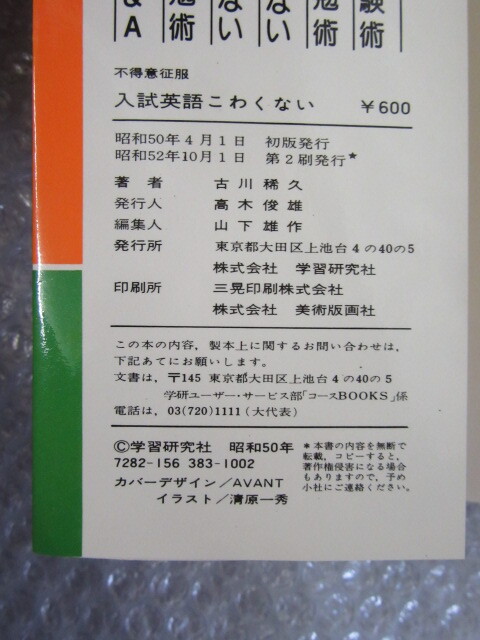 験術
勉術
ない
ない
勉術
&A
不得意征服
入試英語こわくない ¥600
昭和50年4月1日 初版発行
昭和52年10月1日 第2刷発行*
著者 古川稀久
発行人 高木俊雄
編集人 山下雄作
発行所 東京都大田区上池台4の40の5
株式会社 学習研究社
印刷所 三晃印刷株式会社
株式会社 美術版画社
この本の内容,製本上に関するお問い合わせは,
下記あてにお願いします。
文書は,〒145 東京都大田区上池台4の40の5
学研ユーザー・サービス部「コースBOOKS」係
電話は,03(720)1111(大代表)
©学習研究社 昭和50年
7282-156 383-1002
カバーデザイン/AVANT
イラスト/清原一秀
*本書の内容を無断で
転載,コピーすると,
著作権侵害になる場合
もありますので,予め
小社にご連絡ください。